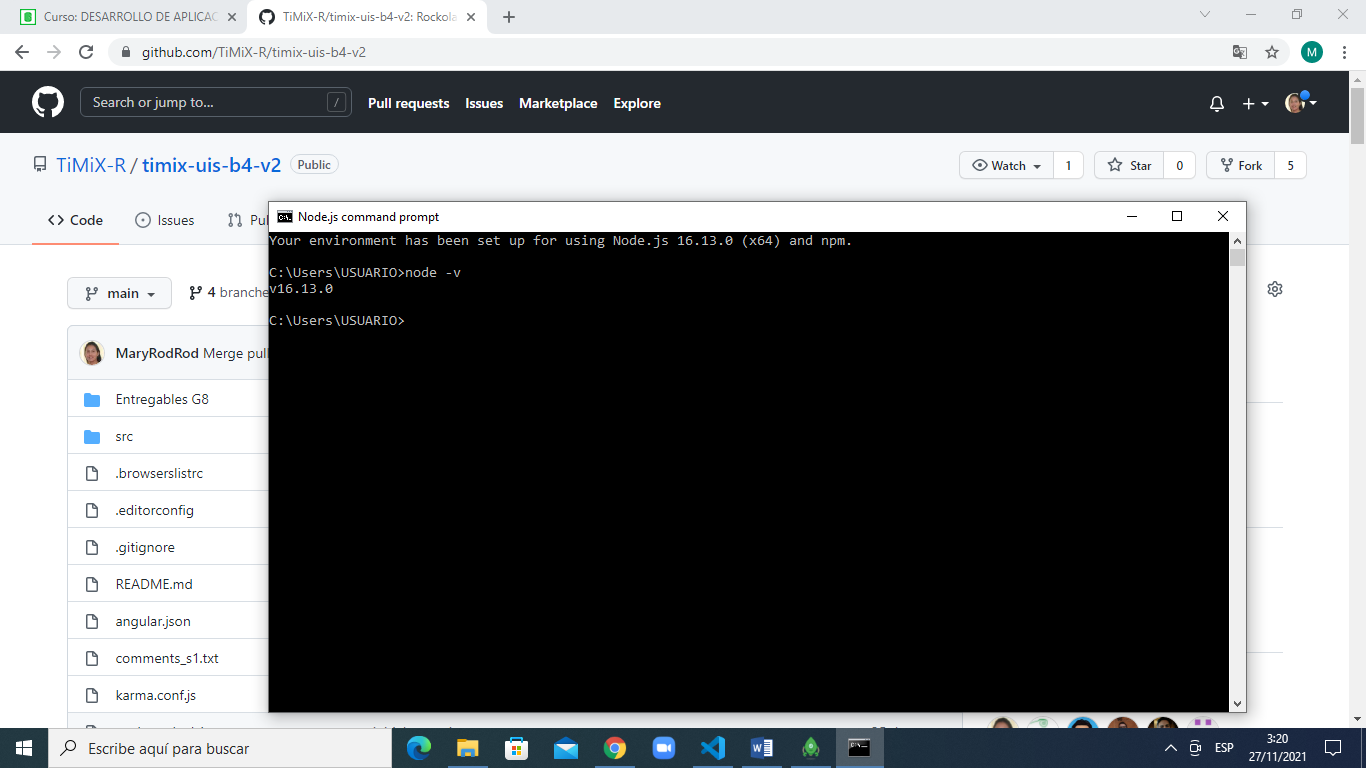 Curso: DESARROLLO DE APLICAC
TiMiX-R/timix-uis-b4-v2: Rockola
github.com/TiMiX-R/timix-uis-b4-v2
M
Search or jump to...
/
Pull requests
Issues
Marketplace
Explore
TiMiX-R / timix-uis-b4-v2
Public
Watch
1
Star
0
Fork
5
Code
Issues
Pu
Node.js command prompt
Your environment has been set up for using Node.js 16.13.0 (x64) and npm.
C:\Users\USUARIO>node -v
v16.13.0
C:\Users\USUARIO>
main
4 branche
MaryRodRod Merge pull
Entregables G8
src
.browserslistrc
.editorconfig
.gitignore
README.md
angular.json
comments_s1.txt
karma.conf.js
Escribe aquí para buscar
ESP
3:20
27/11/2021